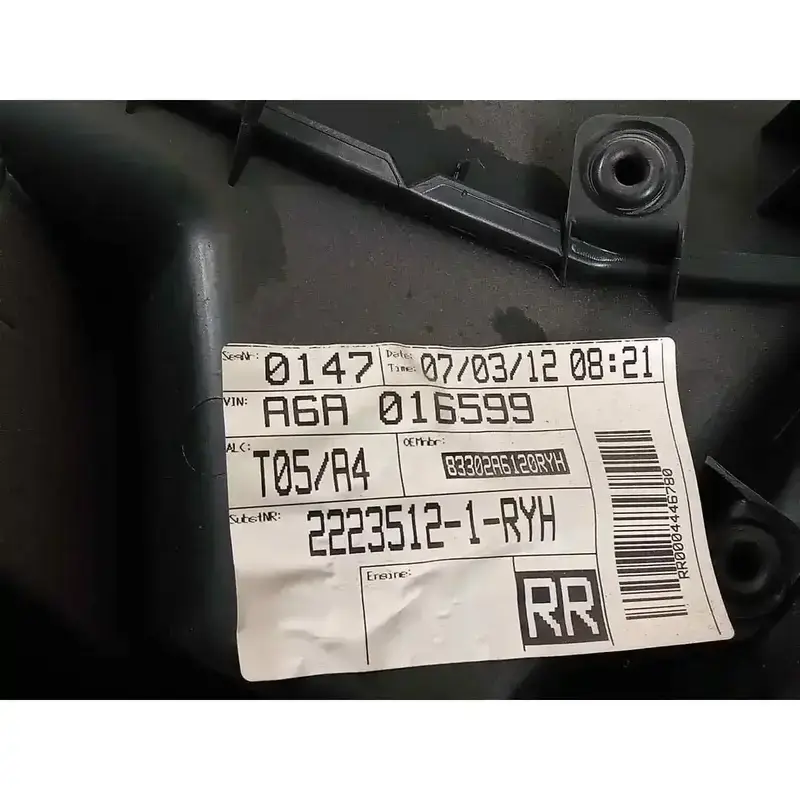 SeqNr: 0147 Date: Time: 07/03/12 08:21
VIN: A6A 016599
ALC: T05/A4 OEMnbr: 83302A6120RYH
SubstNR: 2223512-1-RYH
Engine: RR
RR0004446780